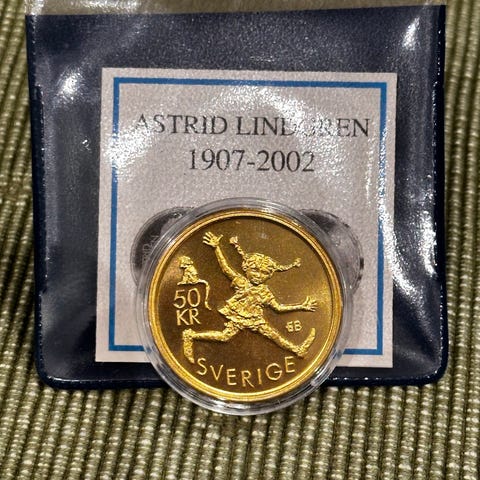 ASTRID LINDGREN
1907-2002
50
KR
EB
SVERIGE